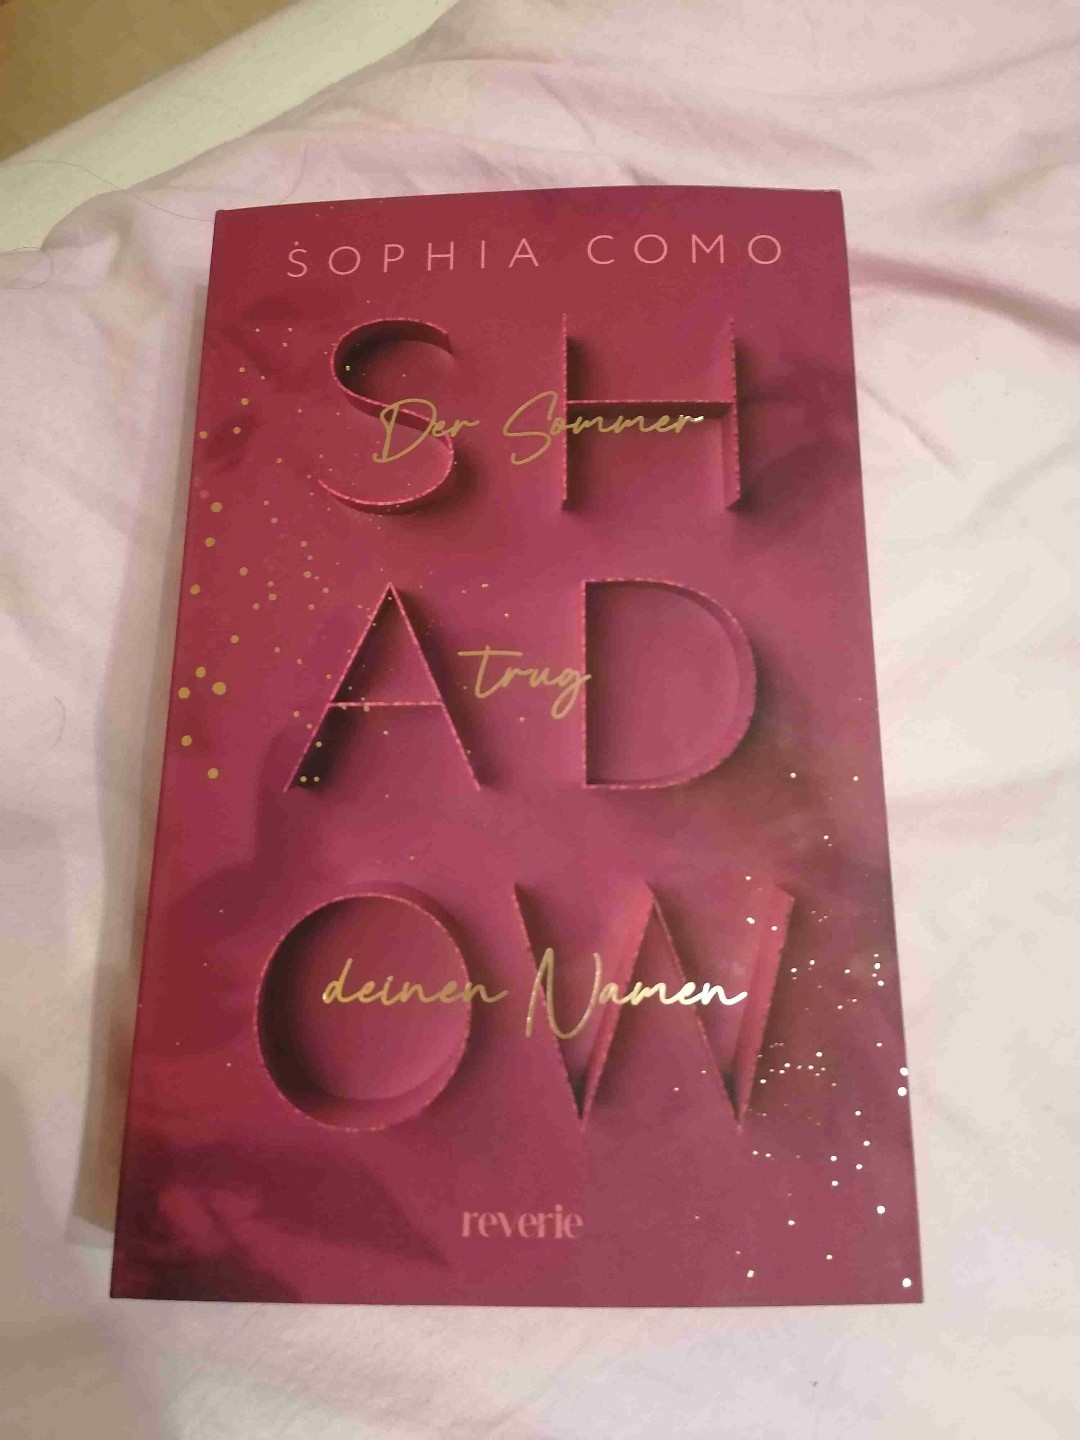 SOPHIA COMO
SH
Der Sommer
AD
trug
OW
deinen Namen
reverie